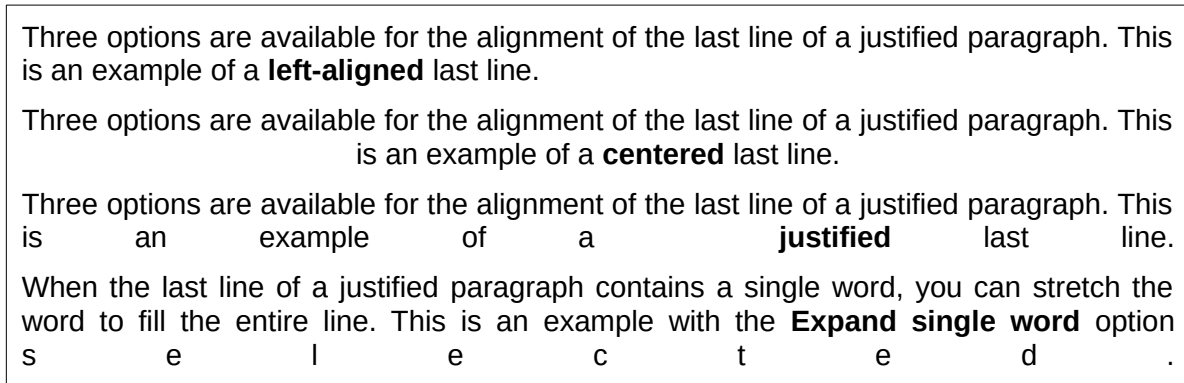 Three options are available for the alignment of the last line of a justified paragraph. This
is an example of a left-aligned last line.
Three options are available for the alignment of the last line of a justified paragraph. This
is an example of a centered last line.
Three options are available for the alignment of the last line of a justified paragraph. This
is an example of a justified last line.
When the last line of a justified paragraph contains a single word, you can stretch the
word to fill the entire line. This is an example with the Expand single word option
s e l e c t e d .